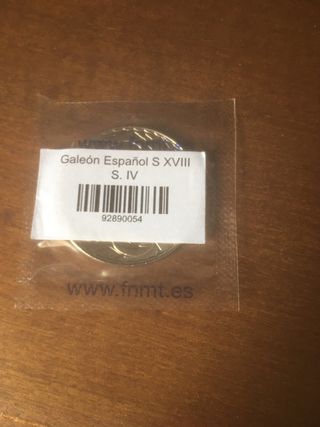 Galeón Español S XVIII
S. IV
92890054
www.fnmt.es